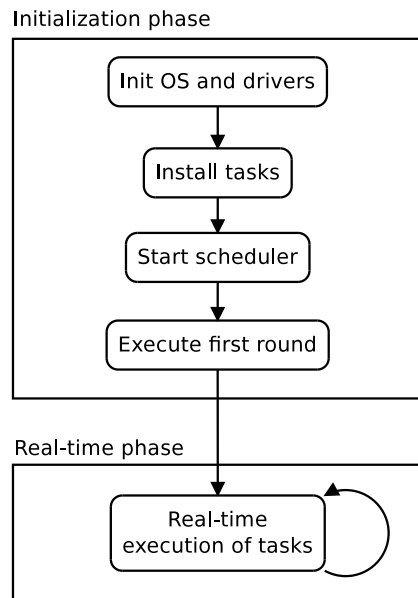 Initialization phase
Init OS and drivers
Install tasks
Start scheduler
Execute first round
Real-time phase
Real-time
execution of tasks